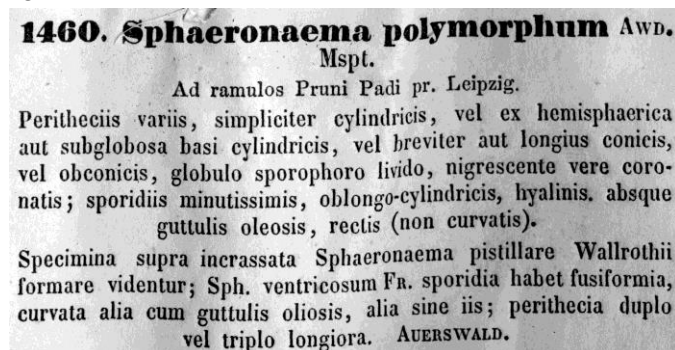 1460. Sphaeronaema polymorphum AWD.
Mspt.
Ad ramulos Pruni Padi pr. Leipzig.
Peritheciis variis, simpliciter cylindricis, vel ex hemisphaerica
aut subglobosa basi cylindricis, vel breviter aut longius conicis,
vel obconicis, globulo sporophoro livido, nigrescente vere coro-
natis; sporidiis minutissimis, oblongo-cylindricis, hyalinis. absque
guttulis oleosis, rectis (non curvatis).
Specimina supra incrassata Sphaeronaema pistillare Wallrothii
formare videntur; Sph. ventricosum FR. sporidia habet fusiformia,
curvata alia cum guttulis oliosis, alia sine iis; perithecia duplo
vel triplo longiora. AUERSWALD.